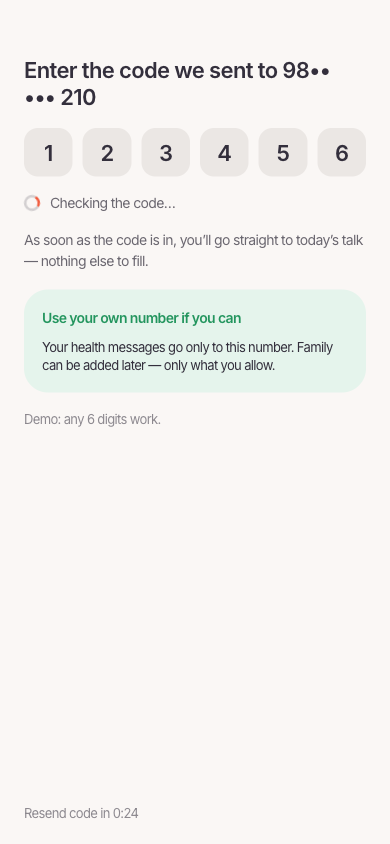 Enter the code we sent to 98••
••• 210
1 2 3 4 5 6
Checking the code…
As soon as the code is in, you’ll go straight to today’s talk
— nothing else to fill.
Use your own number if you can
Your health messages go only to this number. Family
can be added later — only what you allow.
Demo: any 6 digits work.
Resend code in 0:24